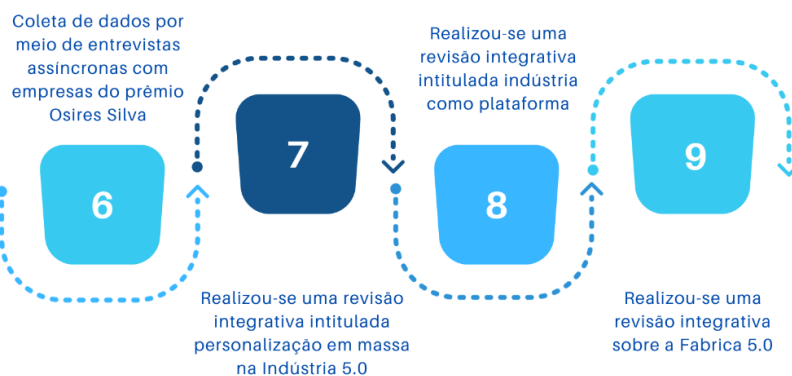 Coleta de dados por
meio de entrevistas
assíncronas com
empresas do prêmio
Osires Silva
6
7
Realizou-se uma revisão
integrativa intitulada
personalização em massa
na Indústria 5.0
Realizou-se uma
revisão integrativa
intitulada indústria
como plataforma
8
9
Realizou-se uma
revisão integrativa
sobre a Fabrica 5.0